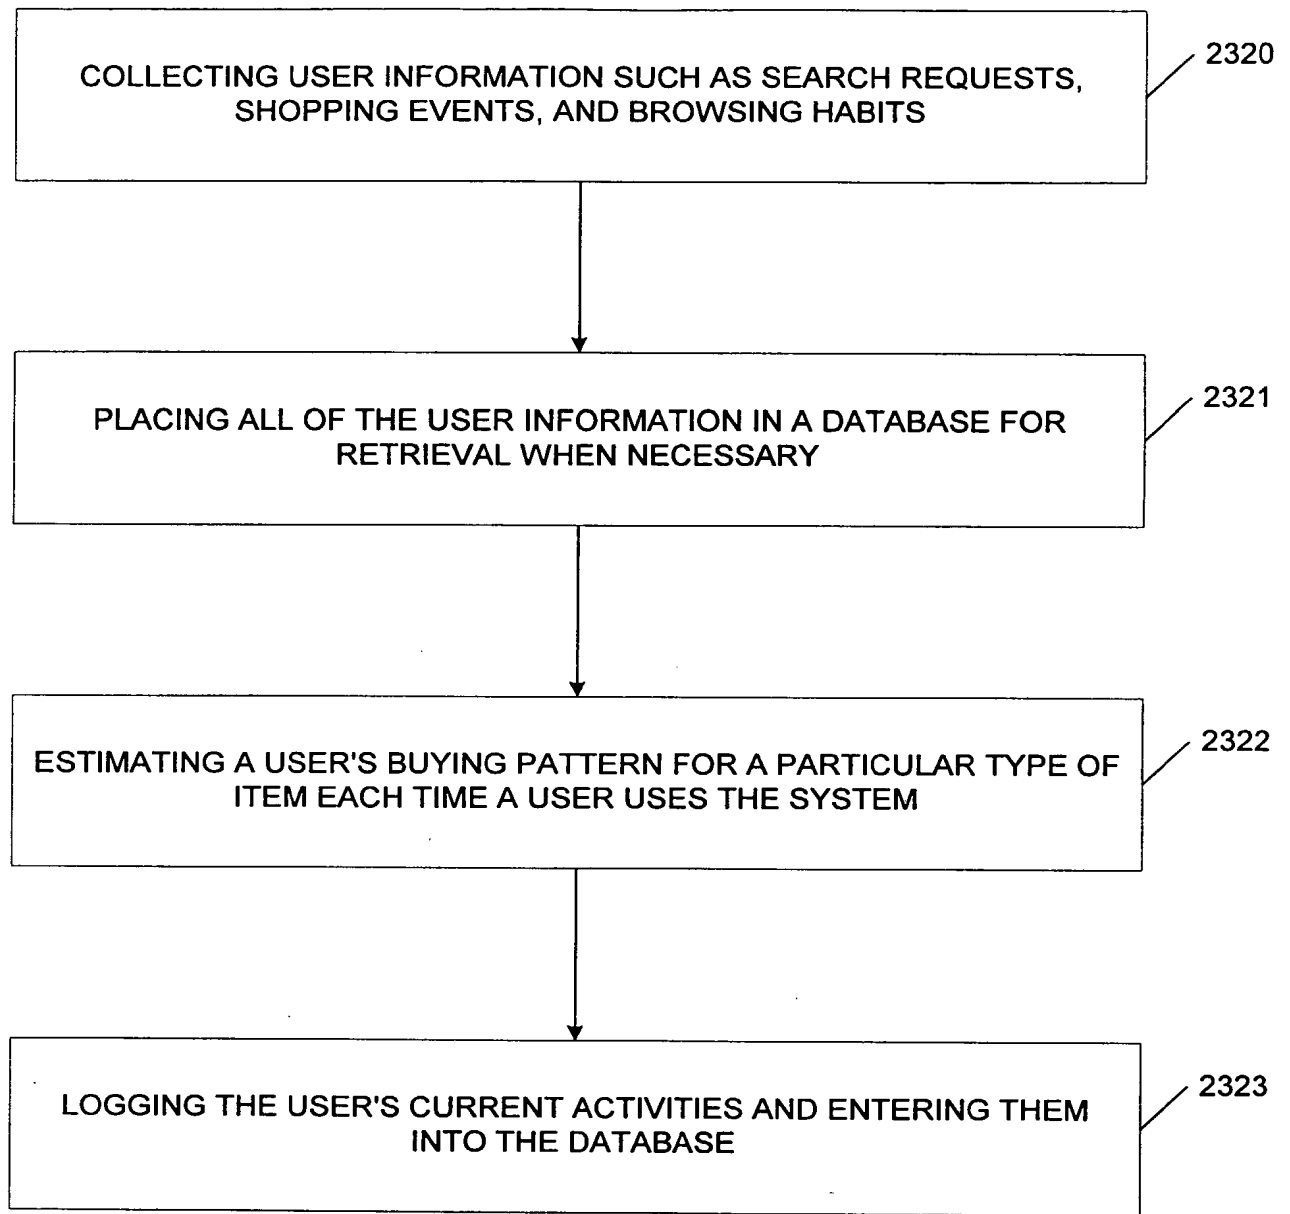 COLLECTING USER INFORMATION SUCH AS SEARCH REQUESTS,
SHOPPING EVENTS, AND BROWSING HABITS
2320
PLACING ALL OF THE USER INFORMATION IN A DATABASE FOR
RETRIEVAL WHEN NECESSARY
2321
ESTIMATING A USER'S BUYING PATTERN FOR A PARTICULAR TYPE OF
ITEM EACH TIME A USER USES THE SYSTEM
2322
LOGGING THE USER'S CURRENT ACTIVITIES AND ENTERING THEM
INTO THE DATABASE
2323